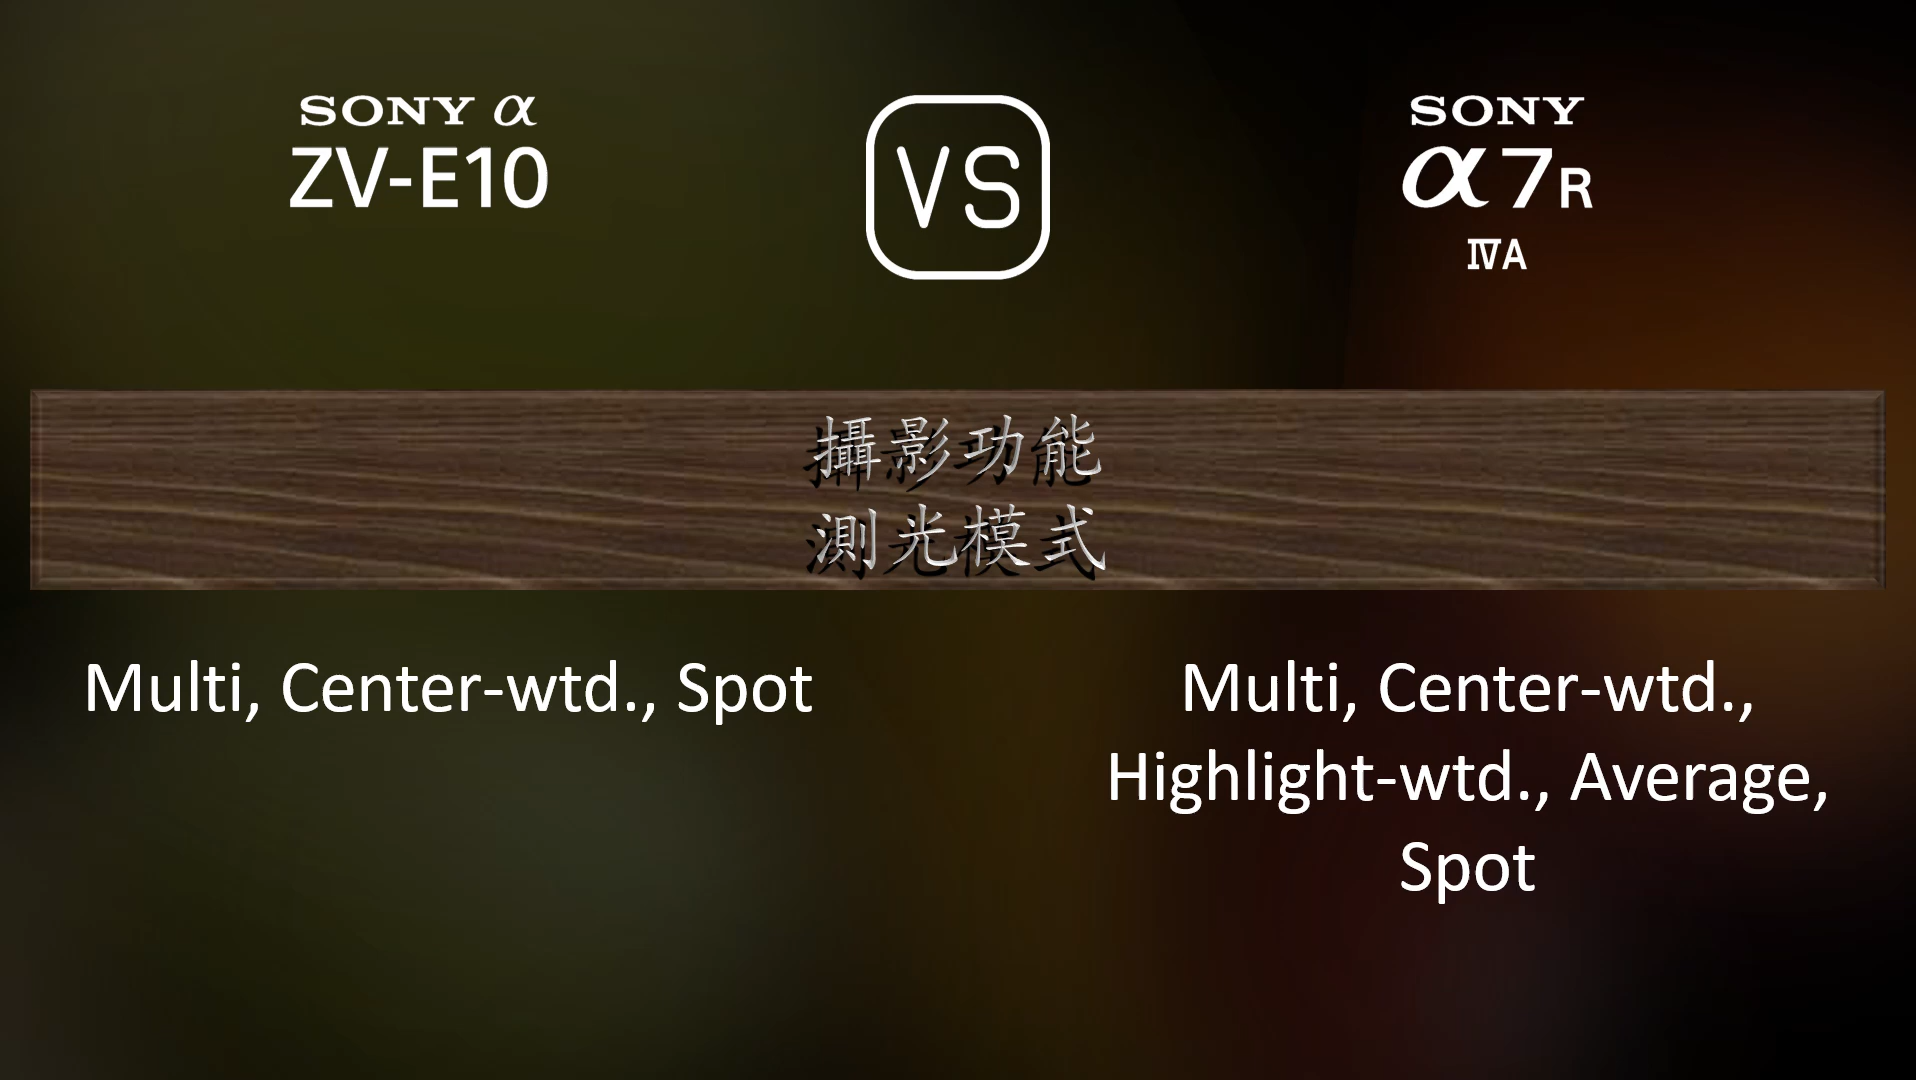 SONY α
ZV-E10
VS
SONY
α7R
IVA
攝影功能
測光模式
Multi, Center-wtd., Spot
Multi, Center-wtd.,
Highlight-wtd., Average,
Spot